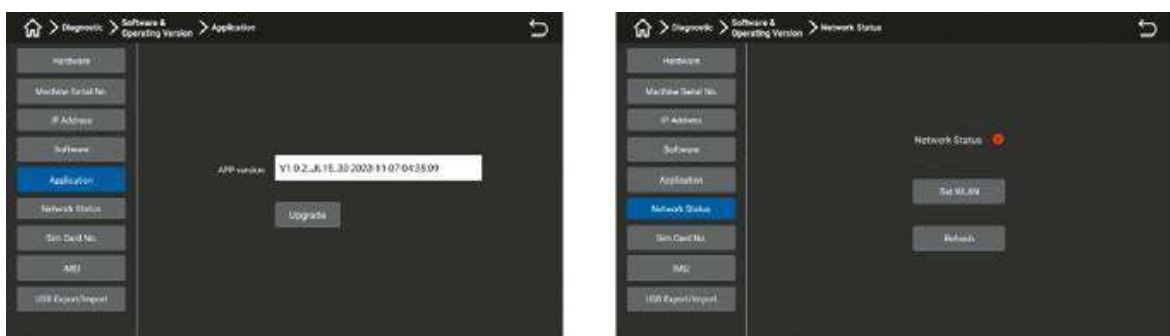 Diagnostic
Software &
Operating Version
Application
Hardware
Machine Serial No.
IP Address
Software
Application
Network Status
Sim Card No.
IMEI
USB Export/Import
APP version
Upgrade
Diagnostic
Software &
Operating Version
Network Status
Hardware
Machine Serial No.
IP Address
Software
Application
Network Status
Sim Card No.
IMEI
USB Export/Import
Network Status
Set WLAN
Refresh